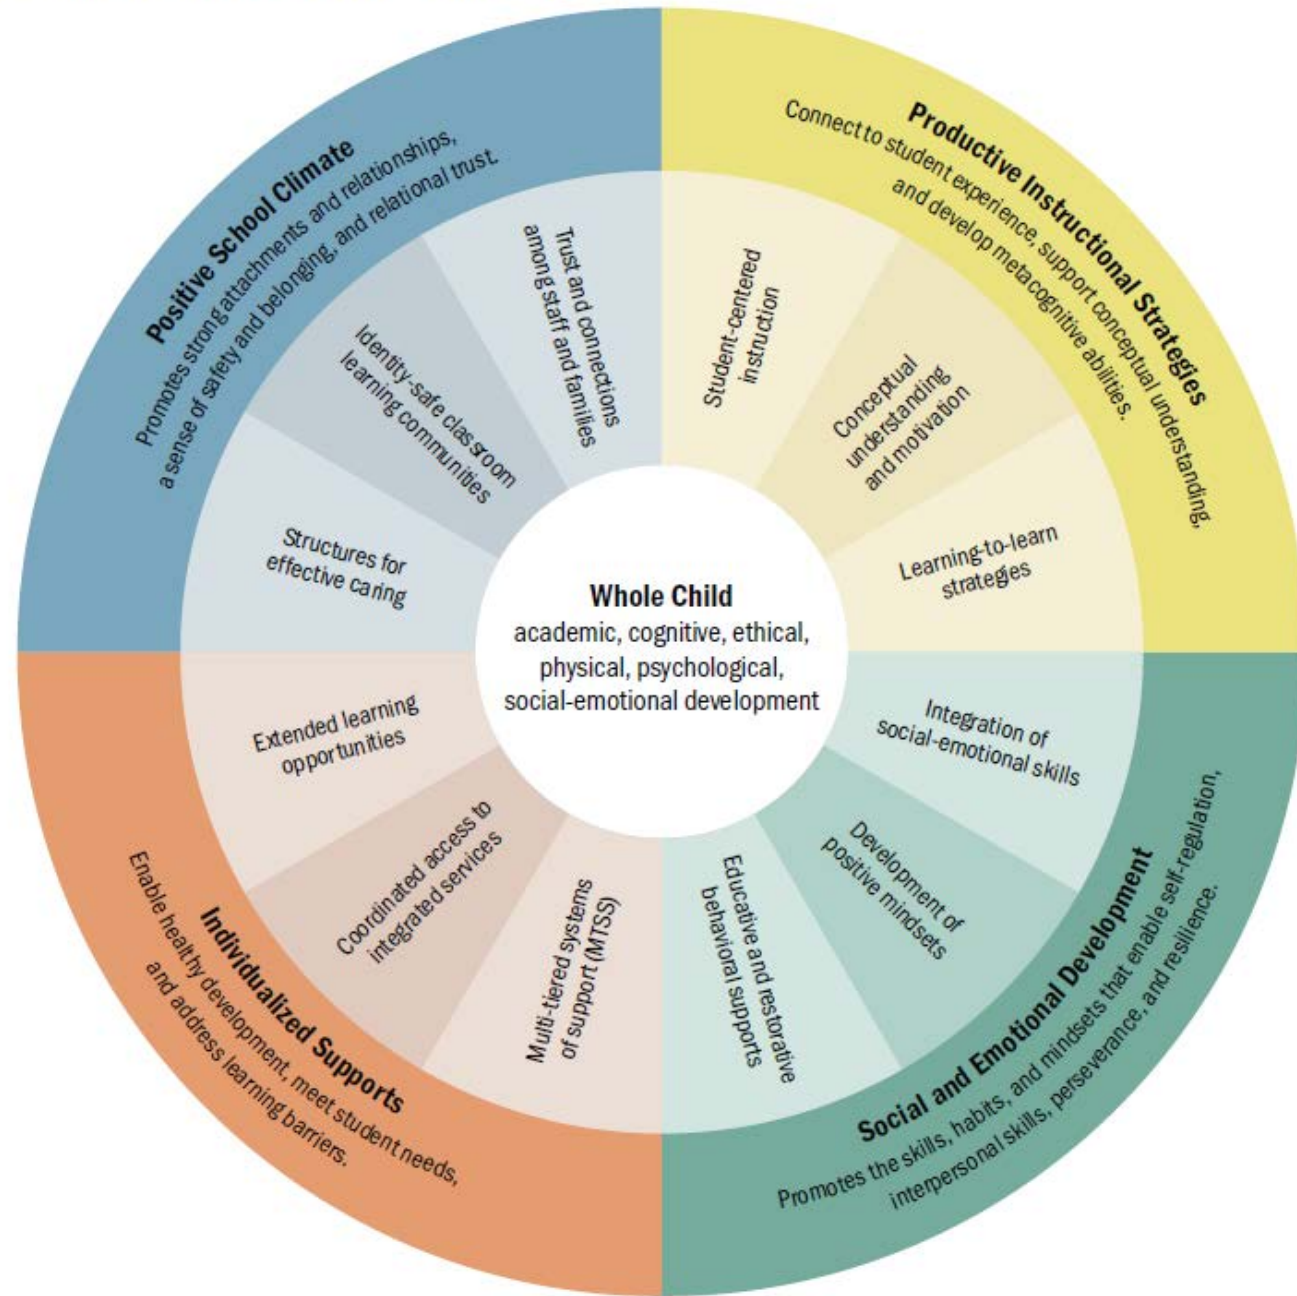 Positive School Climate
Promotes strong attachments and relationships,
a sense of safety and belonging, and relational trust.
Productive Instructional Strategies
Connect to student experience, support conceptual understanding,
and develop metacognitive abilities.
Trust and connections
among staff and families
Identity-safe classroom
learning communities
Structures for
effective caring
Student-centered
instruction
Conceptual
understanding
and motivation
Learning-to-learn
strategies
Whole Child
academic, cognitive, ethical,
physical, psychological,
social-emotional development
Extended learning
opportunities
Coordinated access to
integrated services
Multi-tiered systems
of support (MTSS)
Integration of
social-emotional skills
Development of
positive mindsets
Educative and restorative
behavioral supports
Individualized Supports
Enable healthy development, meet student needs,
and address learning barriers.
Social and Emotional Development
Promotes the skills, habits, and mindsets that enable self-regulation,
interpersonal skills, perseverance, and resilience.